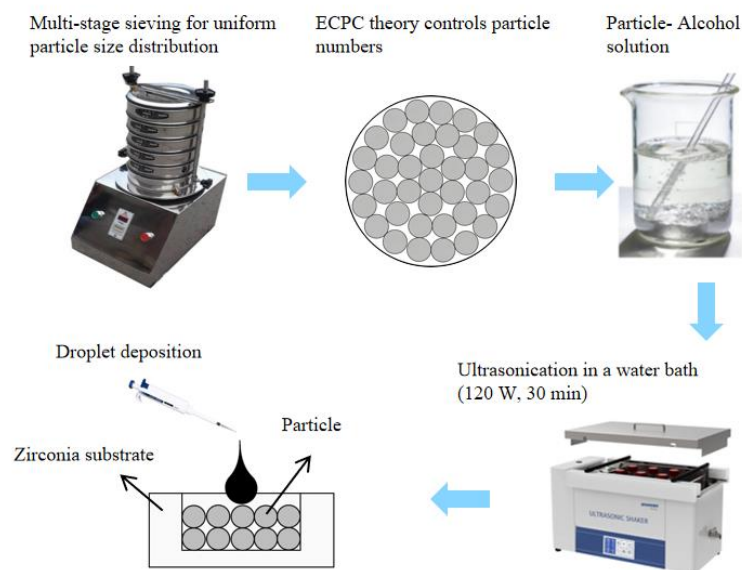 Multi-stage sieving for uniform
particle size distribution
ECPC theory controls particle
numbers
Particle- Alcohol
solution
Ultrasonication in a water bath
(120 W, 30 min)
ULTRASONIC SHAKER
Droplet deposition
Particle
Zirconia substrate